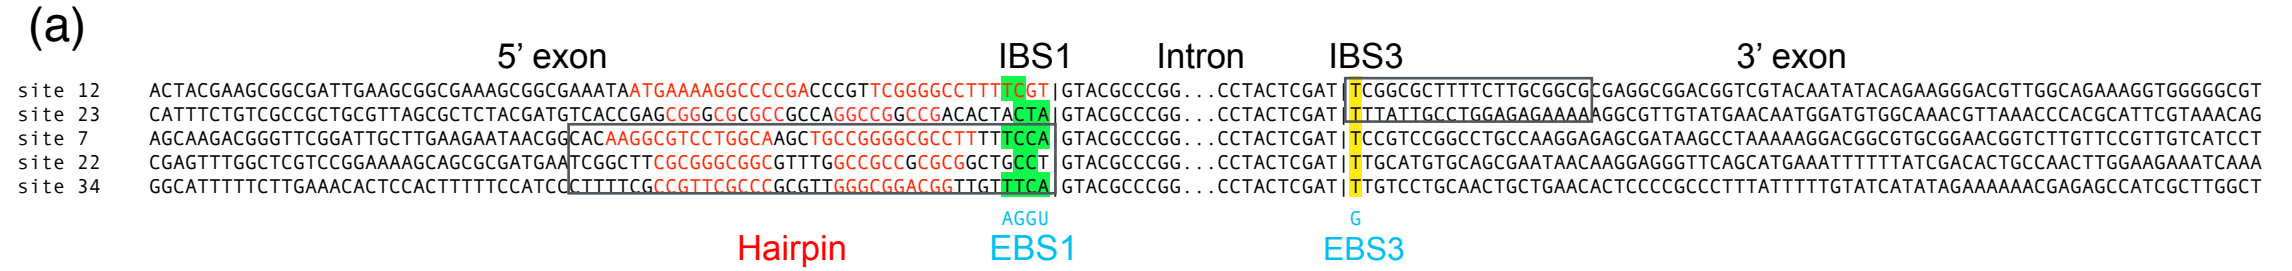 (a)
5’ exon IBS1 Intron IBS3 3’ exon
site 12 ACTACGAAGCGGCGATTGAAGCGGCGAAAGCGGCGAAATAATGAAAAGGCCCCGACCCGTTCGGGGCCTTTTTCGT|GTACGCCCGG...CCTACTCGAT|TCGGCGCTTTTCTTGCGGCGCGAGGCGGACGGTCGTACAATATACAGAAGGGACGTTGGCAGAAAGGTGGGGGCGT
site 23 CATTTCTGTCGCCGCTGCGTTAGCGCTCTACGATGTCACCGAGCGGGCGCGCCGCCAGGCCGGCCGACACTACTA|GTACGCCCGG...CCTACTCGAT|TTTATTGCCTGGAGAGAAAAAGGCGTTGTATGAACAATGGATGTGGCAAACGTTAAACCCACGCATTCGTAAACAG
site 7 AGCAAGACGGGTTCGGATTGCTTGAAGAATAACGGCACAAGGCGTCCTGGCAAGCTGCCGGGGCGCCTTTTTCCA|GTACGCCCGG...CCTACTCGAT|TCCGTCCGGCCTGCCAAGGAGAGCGATAAGCCTAAAAAGGACGGCGTGCGGAACGGTCTTGTTCCGTTGTCATCCT
site 22 CGAGTTTGGCTCGTCCGGAAAAGCAGCGCGATGAATCGGCTTCGCGGGCGGCGTTTGGCCGCCGCGCGGCTGCCT|GTACGCCCGG...CCTACTCGAT|TTGCATGTGCAGCGAATAACAAGGAGGGTTCAGCATGAAATTTTTTATCGACACTGCCAACTTGGAAGAAATCAAA
site 34 GGCATTTTTCTTGAAACACTCCACTTTTTCCATCCCTTTTCGCCGTTCGCCCGCGTTGGGCGGACGGTTGTTTCA|GTACGCCCGG...CCTACTCGAT|TTGTCCTGCAACTGCTGAACACTCCCCGCCCTTTATTTTTGTATCATATAGAAAAAACGAGAGCCATCGCTTGGCT
AGGU G
Hairpin EBS1 EBS3